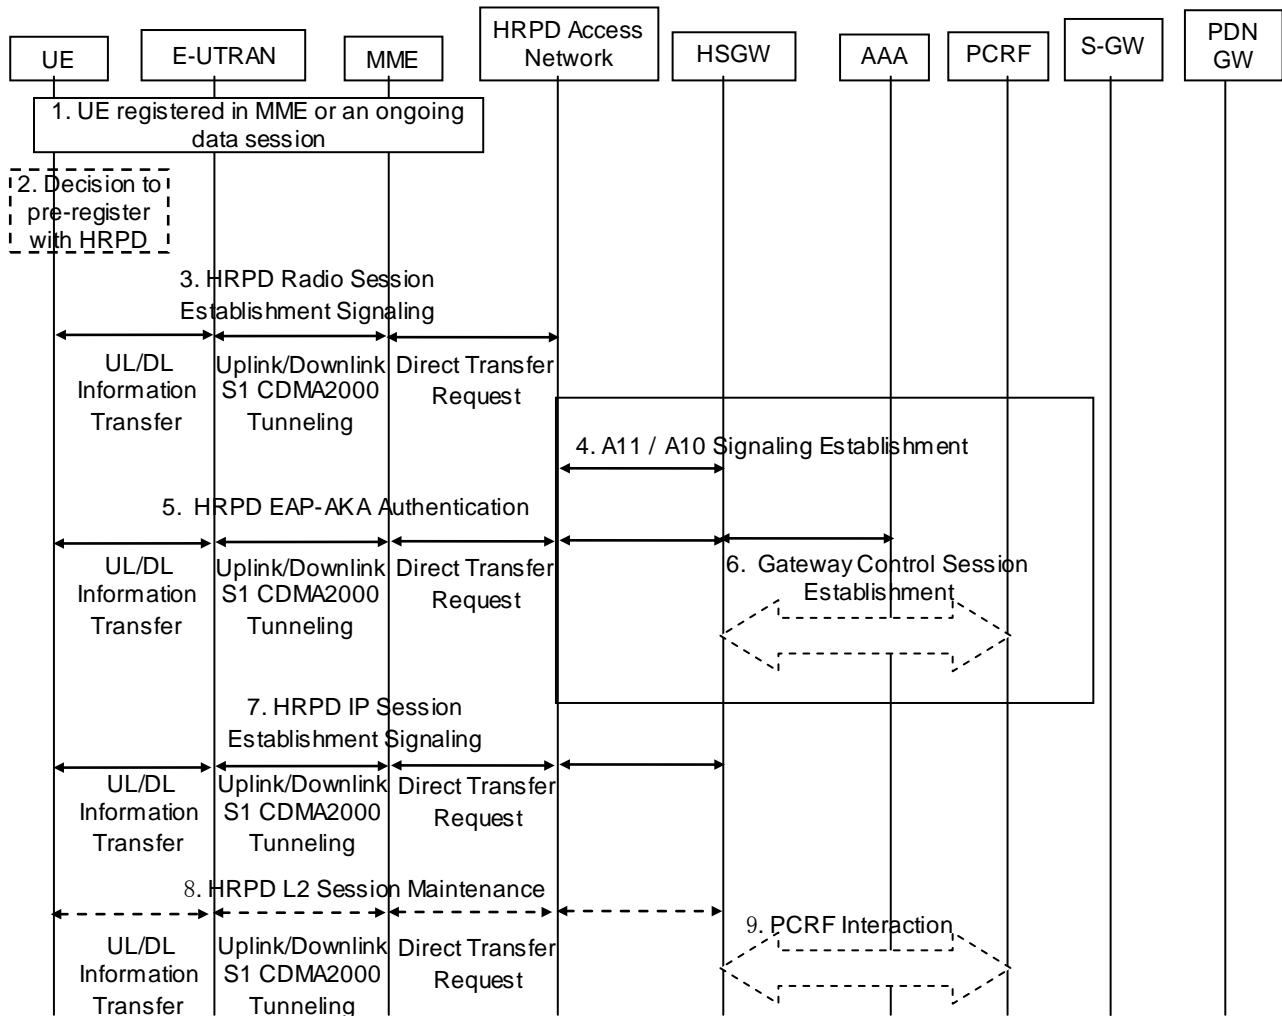 UE
E-UTRAN
MME
HRPD Access
Network
HSGW
AAA
PCRF
S-GW
PDN
GW
1. UE registered in MME or an ongoing
data session
2. Decision to
pre-register
with HRPD
3. HRPD Radio Session
Establishment Signaling
UL/DL
Information
Transfer
Uplink/Downlink
S1 CDMA2000
Tunneling
Direct Transfer
Request
4. A11 / A10 Signaling Establishment
5. HRPD EAP-AKA Authentication
UL/DL
Information
Transfer
Uplink/Downlink
S1 CDMA2000
Tunneling
Direct Transfer
Request
6. Gateway Control Session
Establishment
7. HRPD IP Session
Establishment Signaling
UL/DL
Information
Transfer
Uplink/Downlink
S1 CDMA2000
Tunneling
Direct Transfer
Request
8. HRPD L2 Session Maintenance
UL/DL
Information
Transfer
Uplink/Downlink
S1 CDMA2000
Tunneling
Direct Transfer
Request
9. PCRF Interaction